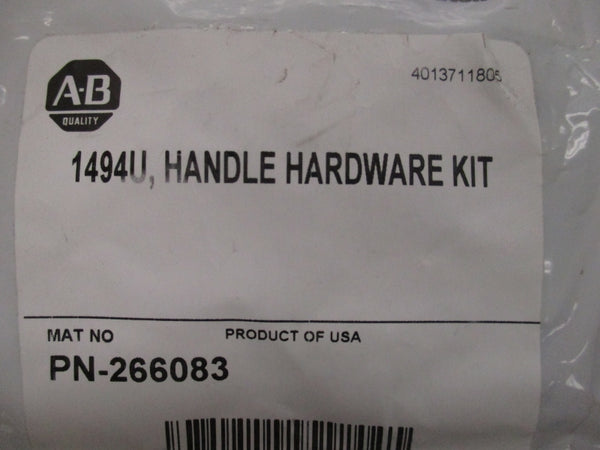 A-B
QUALITY
4013711805
1494U, HANDLE HARDWARE KIT
MAT NO
PRODUCT OF USA
PN-266083